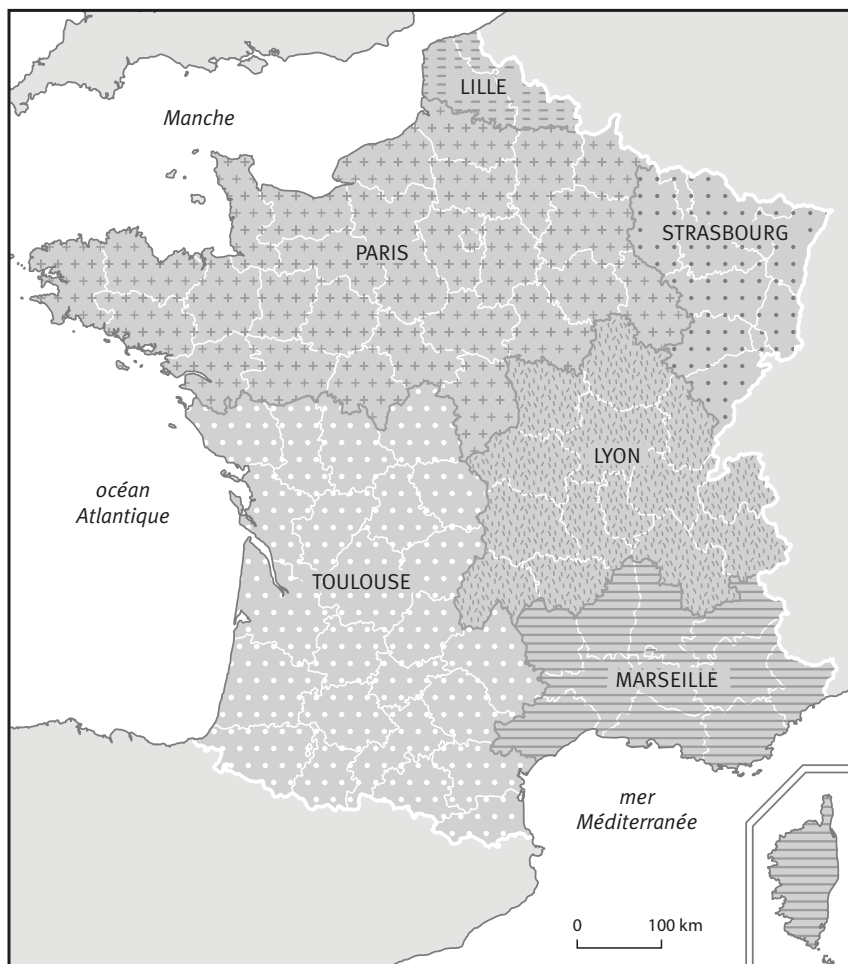 LILLE
Manche
STRASBOURG
PARIS
LYON
océan
Atlantique
TOULOUSE
MARSEILLE
mer
Méditerranée
0 100 km